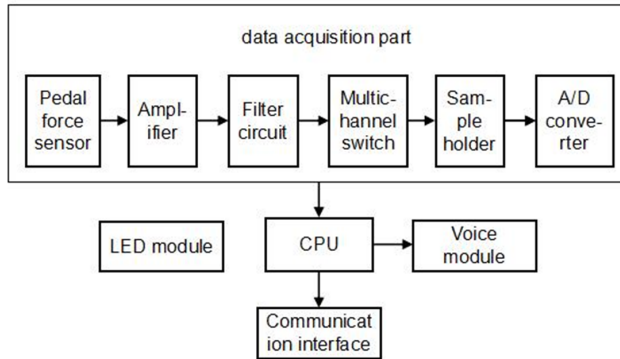 data acquisition part
Pedal
force
sensor
Ampl-
ifier
Filter
circuit
Multic-
hannel
switch
Sam-
ple
holder
A/D
conve-
rter
LED module
CPU
Voice
module
Communicat
ion interface